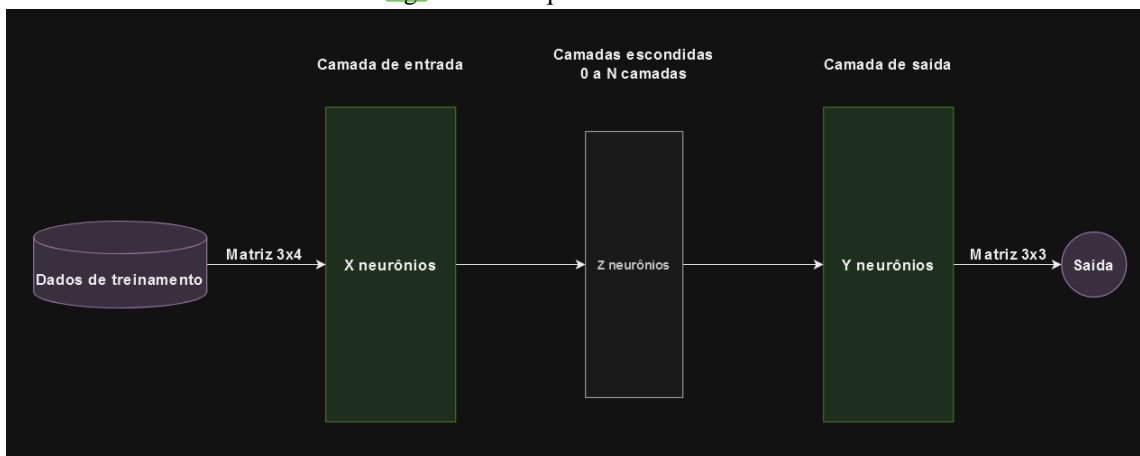 Camada de entrada
Camadas escondidas
0 a N camadas
Camada de saída
Dados de treinamento
Matriz 3x4
X neurônios
Z neurônios
Y neurônios
Matriz 3x3
Saída